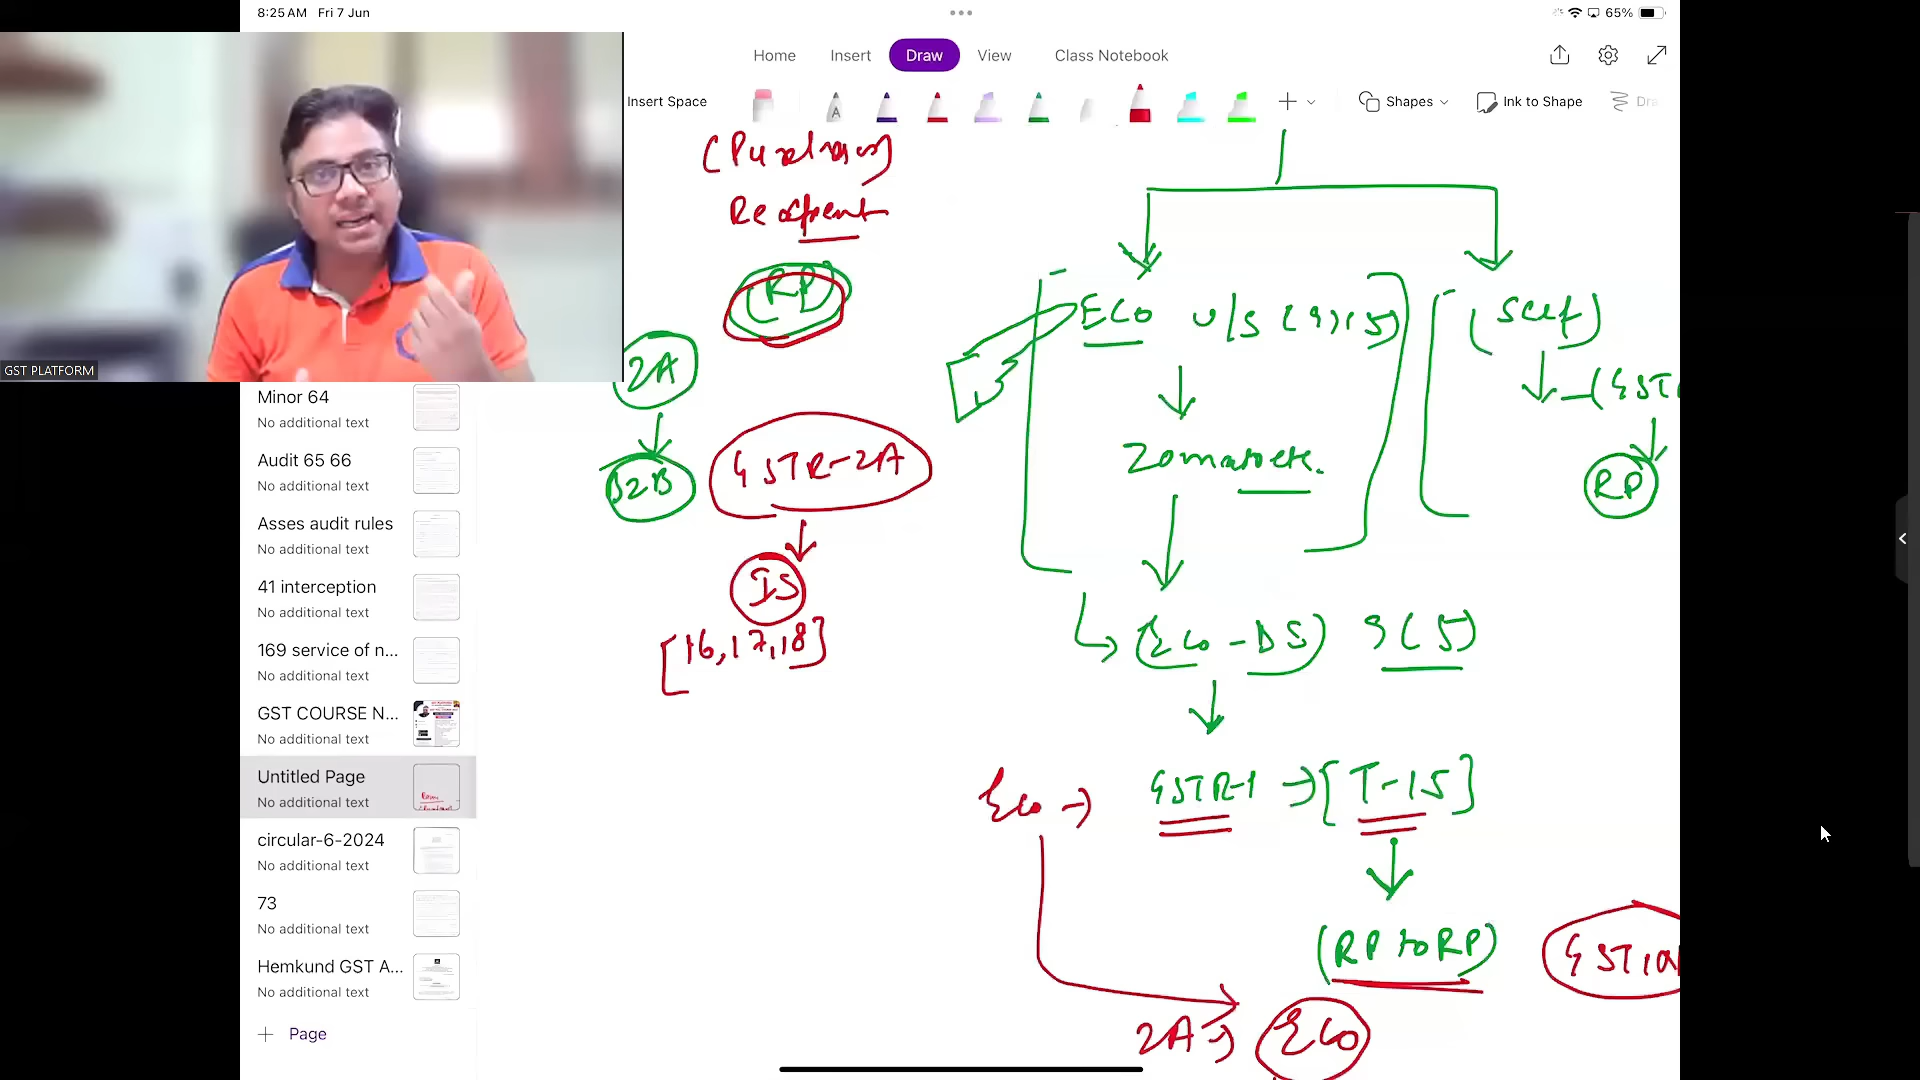 8:25 AM Fri 7 Jun
65%
Home Insert Draw View Class Notebook
Insert Space
A
Shapes
Ink to Shape
GST PLATFORM
Minor 64
No additional text
Audit 65 66
No additional text
Asses audit rules
No additional text
41 interception
No additional text
169 service of n...
No additional text
GST COURSE N...
No additional text
Untitled Page
No additional text
circular-6-2024
No additional text
73
No additional text
Hemkund GST A...
No additional text
Page
(RP)
2A
B2B
GSTR-2A
IS
[16,17,18]
ECO u/s (9)(5)
Zomato etc.
(ECO-DS) 9(5)
(Self)
RP
ECO → GSTR-1 → [T-15]
(RP to RP)
2A → ECO